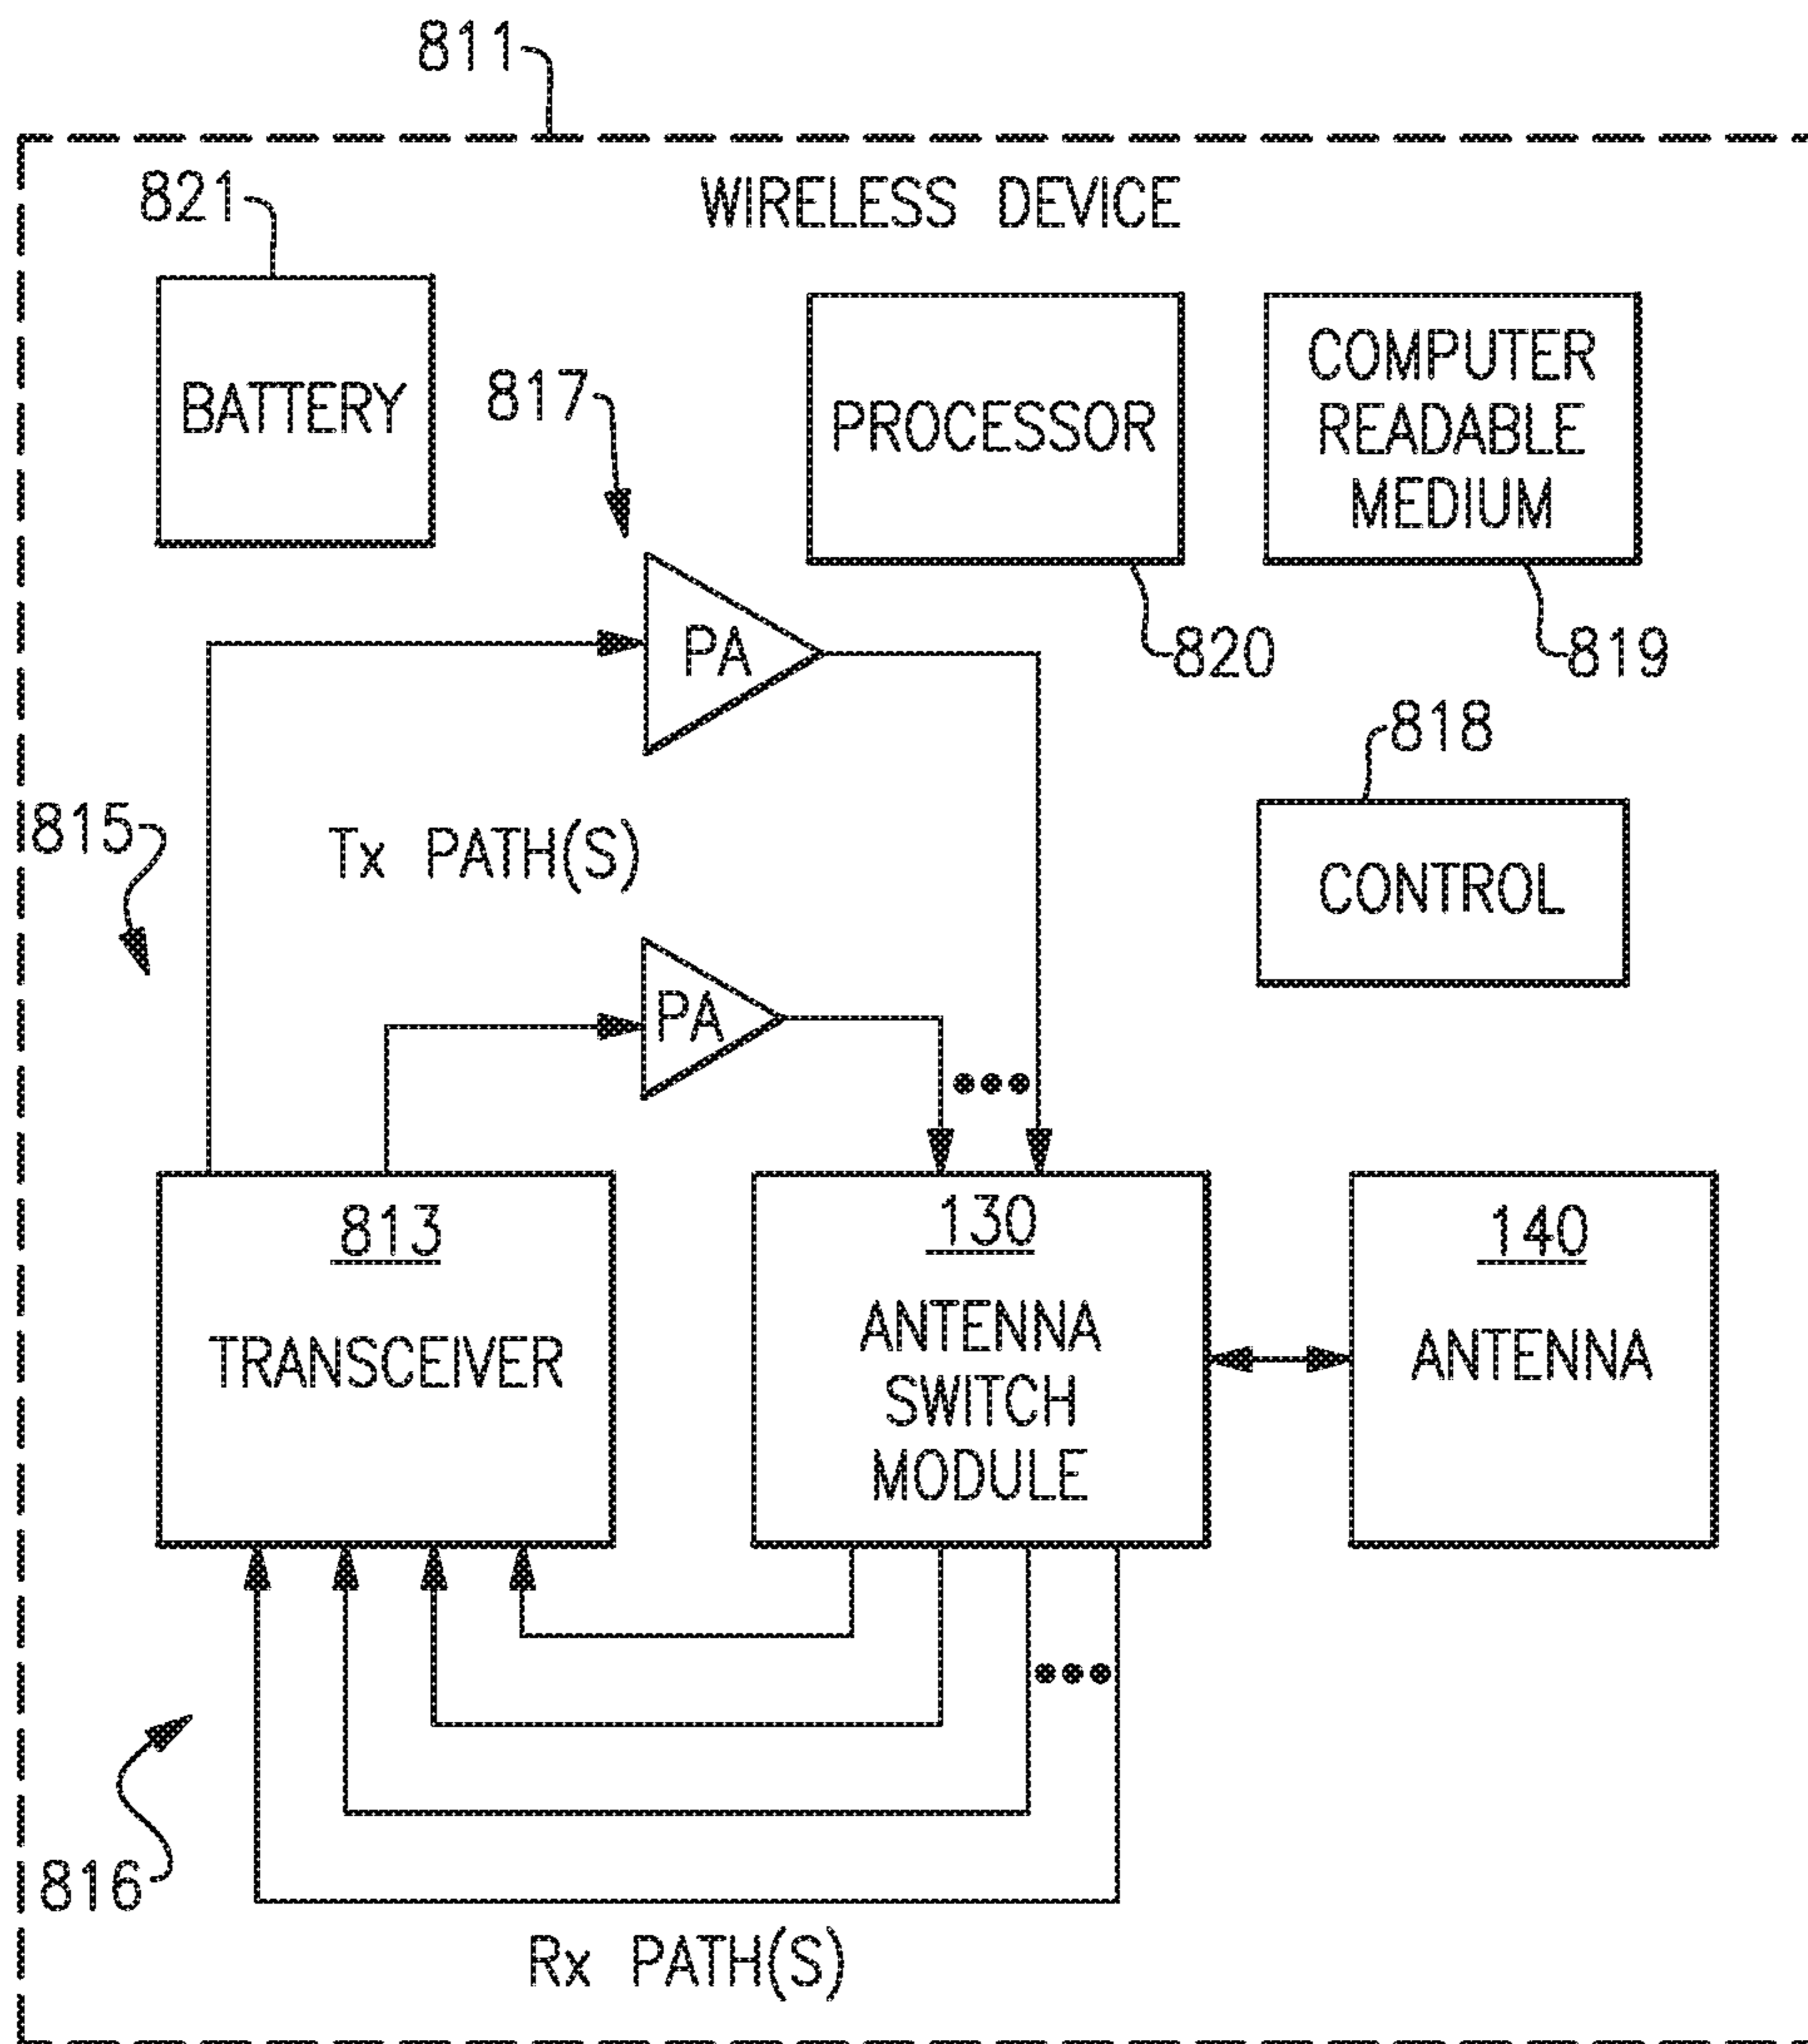 811
WIRELESS DEVICE
821
BATTERY
817
PROCESSOR
820
COMPUTER
READABLE
MEDIUM
819
PA
818
CONTROL
815
Tx PATH(S)
PA
813
TRANSCEIVER
130
ANTENNA
SWITCH
MODULE
140
ANTENNA
816
Rx PATH(S)